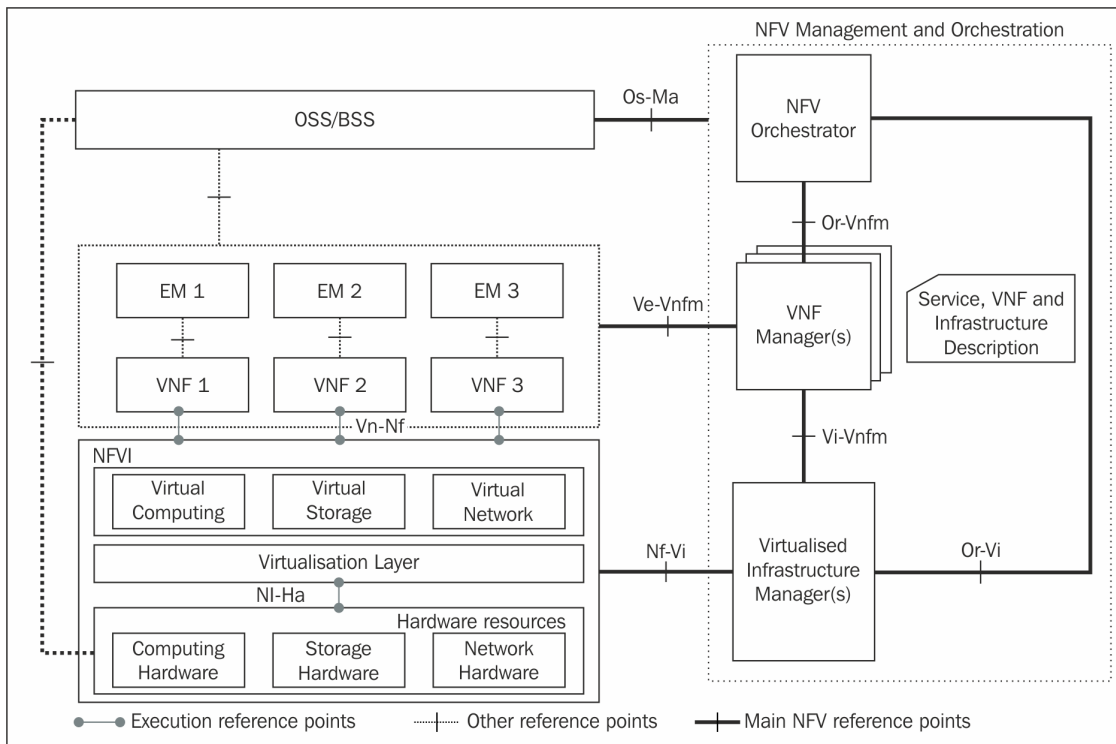 NFV Management and Orchestration
OSS/BSS
Os-Ma
NFV
Orchestrator
Or-Vnfm
EM 1
EM 2
EM 3
Ve-Vnfm
VNF
Manager(s)
Service, VNF and
Infrastructure
Description
VNF 1
VNF 2
VNF 3
Vn-Nf
Vi-Vnfm
NFVI
Virtual
Computing
Virtual
Storage
Virtual
Network
Virtualisation Layer
Nf-Vi
Virtualised
Infrastructure
Manager(s)
Or-Vi
NI-Ha
Hardware resources
Computing
Hardware
Storage
Hardware
Network
Hardware
Execution reference points
Other reference points
Main NFV reference points